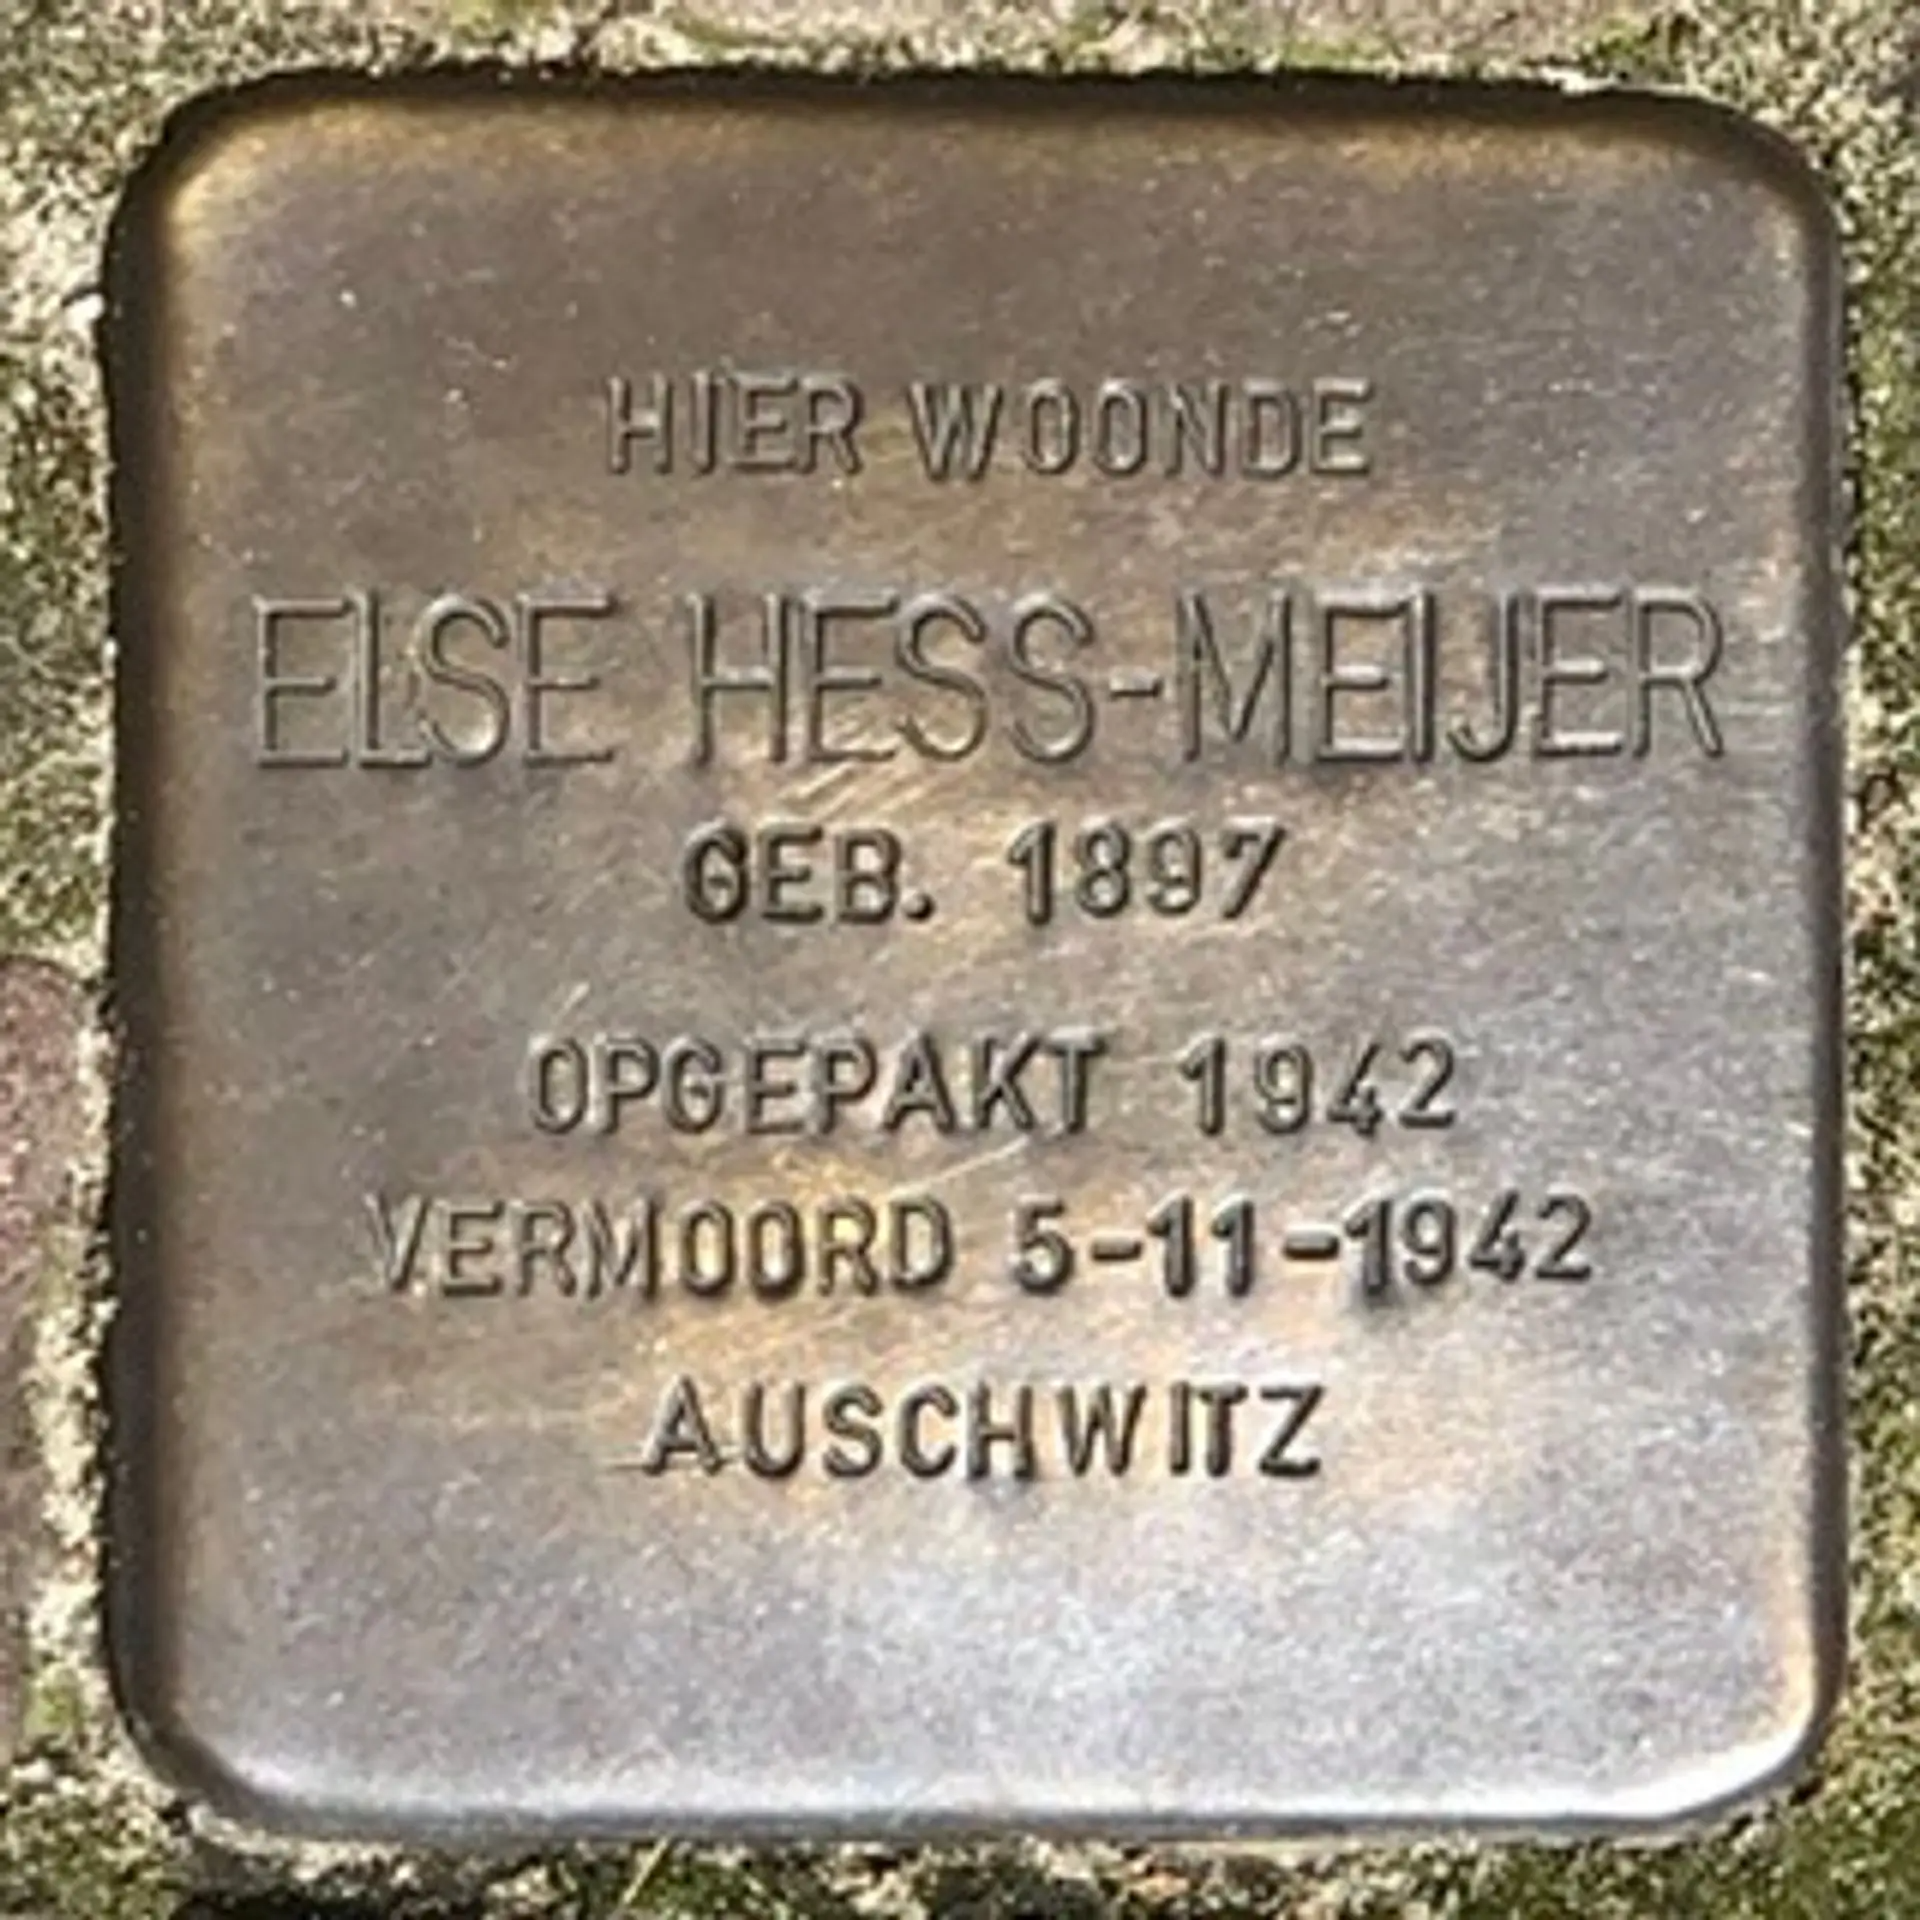 HIER WOONDE
ELSE HESS-MEIJER
GEB. 1897
OPGEPAKT 1942
VERMOORD 5-11-1942
AUSCHWITZ